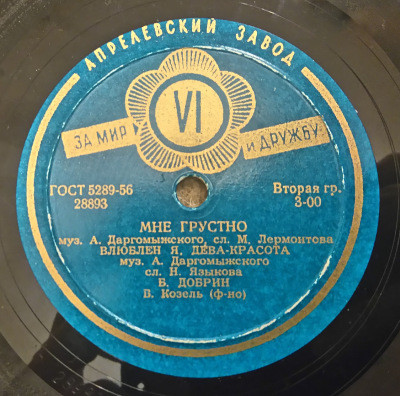 АПРЕЛЕВСКИЙ ЗАВОД
VI
ЗА МИР
И ДРУЖБУ
ГОСТ 5289-56
28893
Вторая гр.
3-00
МНЕ ГРУСТНО
муз. А. Даргомыжского, сл. М. Лермонтова
ВЛЮБЛЕН Я, ДЕВА-КРАСОТА
муз. А. Даргомыжского
сл. Н. Языкова
Б. ДОБРИН
В. Козель (ф-но)